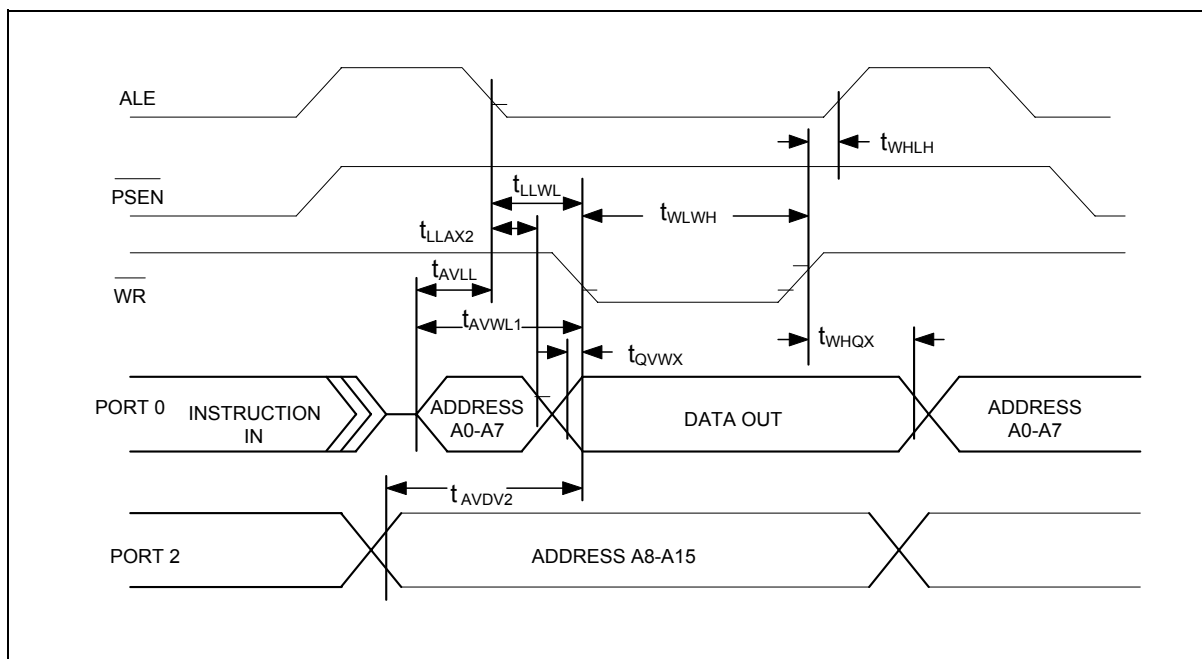 ALE
tWHLH
PSEN
tLLWL
tWLWH
tLLAX2
WR
tAVLL
tAVWL1
tWHQX
tQVWX
PORT 0
INSTRUCTION
IN
ADDRESS
A0-A7
DATA OUT
ADDRESS
A0-A7
tAVDV2
PORT 2
ADDRESS A8-A15